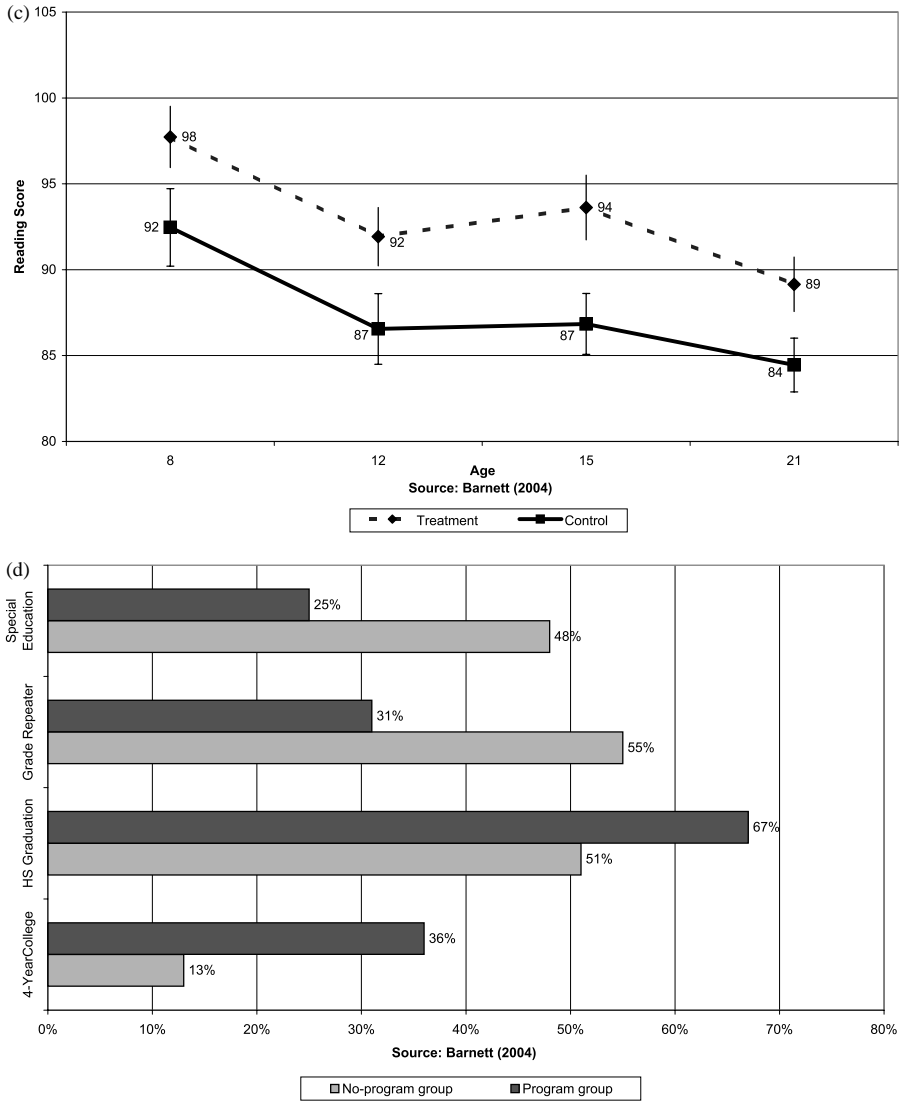 (c)
105
100
95
90
85
80
Reading Score
98
92
94
89
92
87
87
84
8 12 15 21
Age
Source: Barnett (2004)
Treatment Control
(d)
Special
Education
25%
48%
Grade Repeater
31%
55%
HS Graduation
67%
51%
4-YearCollege
36%
13%
0% 10% 20% 30% 40% 50% 60% 70% 80%
Source: Barnett (2004)
No-program group Program group